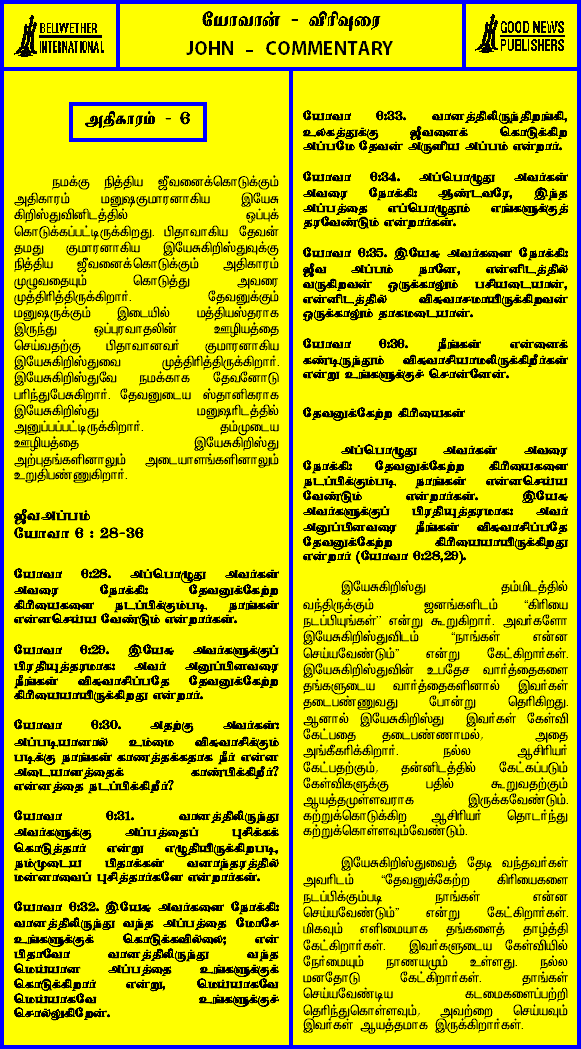 BELWETHER
INTERNATIONAL
யோவான் - விரிவுரை
JOHN - COMMENTARY
GOOD NEWS
PUBLISHERS
அதிகாரம் - 6
நமக்கு நித்திய ஜீவனைக்கொடுக்கும்
அதிகாரம் மனுஷகுமாரனாகிய இயேசு
கிறிஸ்துவினிடத்தில் ஒப்புக்
கொடுக்கப்பட்டிருக்கிறது. பிதாவாகிய தேவன்
தமது குமாரனாகிய இயேசுகிறிஸ்துவுக்கு
நித்திய ஜீவனைக்கொடுக்கும் அதிகாரம்
முழுவதையும் கொடுத்து அவரை
முத்திரித்திருக்கிறார். தேவனுக்கும்
மனுஷருக்கும் இடையில் மத்தியஸ்தராக
இருந்து ஒப்புரவாதலின் ஊழியத்தை
செய்வதற்கு பிதாவானவர் குமாரனாகிய
இயேசுகிறிஸ்துவை முத்திரித்திருக்கிறார்.
இயேசுகிறிஸ்துவே நமக்காக தேவனோடு
பரிந்துபேசுகிறார். தேவனுடைய ஸ்தானிகராக
இயேசுகிறிஸ்து மனுஷரிடத்தில்
அனுப்பப்பட்டிருக்கிறார். தம்முடைய
ஊழியத்தை இயேசுகிறிஸ்து
அற்புதங்களினாலும் அடையாளங்களினாலும்
உறுதிபண்ணுகிறார்.
ஜீவஅப்பம்
யோவா 6 : 28-36
யோவா 6:28. அப்பொழுது அவர்கள்
அவரை நோக்கி: தேவனுக்கேற்ற
கிரியைகளை நடப்பிக்கும்படி நாங்கள்
என்னசெய்ய வேண்டும் என்றார்கள்.
யோவா 6:29. இயேசு அவர்களுக்குப்
பிரதியுத்தரமாக: அவர் அனுப்பினவரை
நீங்கள் விசுவாசிப்பதே தேவனுக்கேற்ற
கிரியையாயிருக்கிறது என்றார்.
யோவா 6:30. அதற்கு அவர்கள்:
அப்படியானால் உம்மை விசுவாசிக்கும்
படிக்கு நாங்கள் காணத்தக்கதாக நீர் என்ன
அடையாளத்தைக் காண்பிக்கிறீர்?
என்னத்தை நடப்பிக்கிறீர்?
யோவா 6:31. வானத்திலிருந்து
அவர்களுக்கு அப்பத்தைப் புசிக்கக்
கொடுத்தார் என்று எழுதியிருக்கிறபடி,
நம்முடைய பிதாக்கள் வனாந்தரத்தில்
மன்னாவைப் புசித்தார்களே என்றார்கள்.
யோவா 6:32. இயேசு அவர்களை நோக்கி:
வானத்திலிருந்து வந்த அப்பத்தை மோசே
உங்களுக்குக் கொடுக்கவில்லை; என்
பிதாவோ வானத்திலிருந்து வந்த
மெய்யான அப்பத்தை உங்களுக்குக்
கொடுக்கிறார் என்று, மெய்யாகவே
மெய்யாகவே உங்களுக்குச்
சொல்லுகிறேன்.
யோவா 6:33. வானத்திலிருந்திறங்கி,
உலகத்துக்கு ஜீவனைக் கொடுக்கிற
அப்பமே தேவன் அருளிய அப்பம் என்றார்.
யோவா 6:34. அப்பொழுது அவர்கள்
அவரை நோக்கி: ஆண்டவரே, இந்த
அப்பத்தை எப்பொழுதும் எங்களுக்குத்
தரவேண்டும் என்றார்கள்.
யோவா 6:35. இயேசு அவர்களை நோக்கி:
ஜீவ அப்பம் நானே, என்னிடத்தில்
வருகிறவன் ஒருக்காலும் பசியடையான்,
என்னிடத்தில் விசுவாசமாயிருக்கிறவன்
ஒருக்காலும் தாகமடையான்.
யோவா 6:36. நீங்கள் என்னைக்
கண்டிருந்தும் விசுவாசியாமலிருக்கிறீர்கள்
என்று உங்களுக்குச் சொன்னேன்.
தேவனுக்கேற்ற கிரியைகள்
அப்பொழுது அவர்கள் அவரை
நோக்கி: தேவனுக்கேற்ற கிரியைகளை
நடப்பிக்கும்படி நாங்கள் என்னசெய்ய
வேண்டும் என்றார்கள். இயேசு
அவர்களுக்குப் பிரதியுத்தரமாக: அவர்
அனுப்பினவரை நீங்கள் விசுவாசிப்பதே
தேவனுக்கேற்ற கிரியையாயிருக்கிறது
என்றார் (யோவா 6:28,29).
இயேசுகிறிஸ்து தம்மிடத்தில்
வந்திருக்கும் ஜனங்களிடம் "கிரியை
நடப்பியுங்கள்" என்று கூறுகிறார். அவர்களோ
இயேசுகிறிஸ்துவிடம் "நாங்கள் என்ன
செய்யவேண்டும்" என்று கேட்கிறார்கள்.
இயேசுகிறிஸ்துவின் உபதேச வார்த்தைகளை
தங்களுடைய வார்த்தைகளினால் இவர்கள்
தடைபண்ணுவது போன்று தெரிகிறது.
ஆனால் இயேசுகிறிஸ்து இவர்கள் கேள்வி
கேட்பதை தடைபண்ணாமல், அதை
அங்கீகரிக்கிறார். நல்ல ஆசிரியர்
கேட்பதற்கும், தன்னிடத்தில் கேட்கப்படும்
கேள்விகளுக்கு பதில் கூறுவதற்கும்
ஆயத்தமுள்ளவராக இருக்கவேண்டும்.
கற்றுக்கொடுக்கிற ஆசிரியர் தொடர்ந்து
கற்றுக்கொள்ளவும்வேண்டும்.
இயேசுகிறிஸ்துவைத் தேடி வந்தவர்கள்
அவரிடம் "தேவனுக்கேற்ற கிரியைகளை
நடப்பிக்கும்படி நாங்கள் என்ன
செய்யவேண்டும்" என்று கேட்கிறார்கள்.
மிகவும் எளிமையாக தங்களைத் தாழ்த்தி
கேட்கிறார்கள். இவர்களுடைய கேள்வியில்
நேர்மையும் நாணயமும் உள்ளது. நல்ல
மனதோடு கேட்கிறார்கள். தாங்கள்
செய்யவேண்டிய கடமைகளைப்பற்றி
தெரிந்துகொள்ளவும், அவற்றை செய்யவும்
இவர்கள் ஆயத்தமாக இருக்கிறார்கள்.